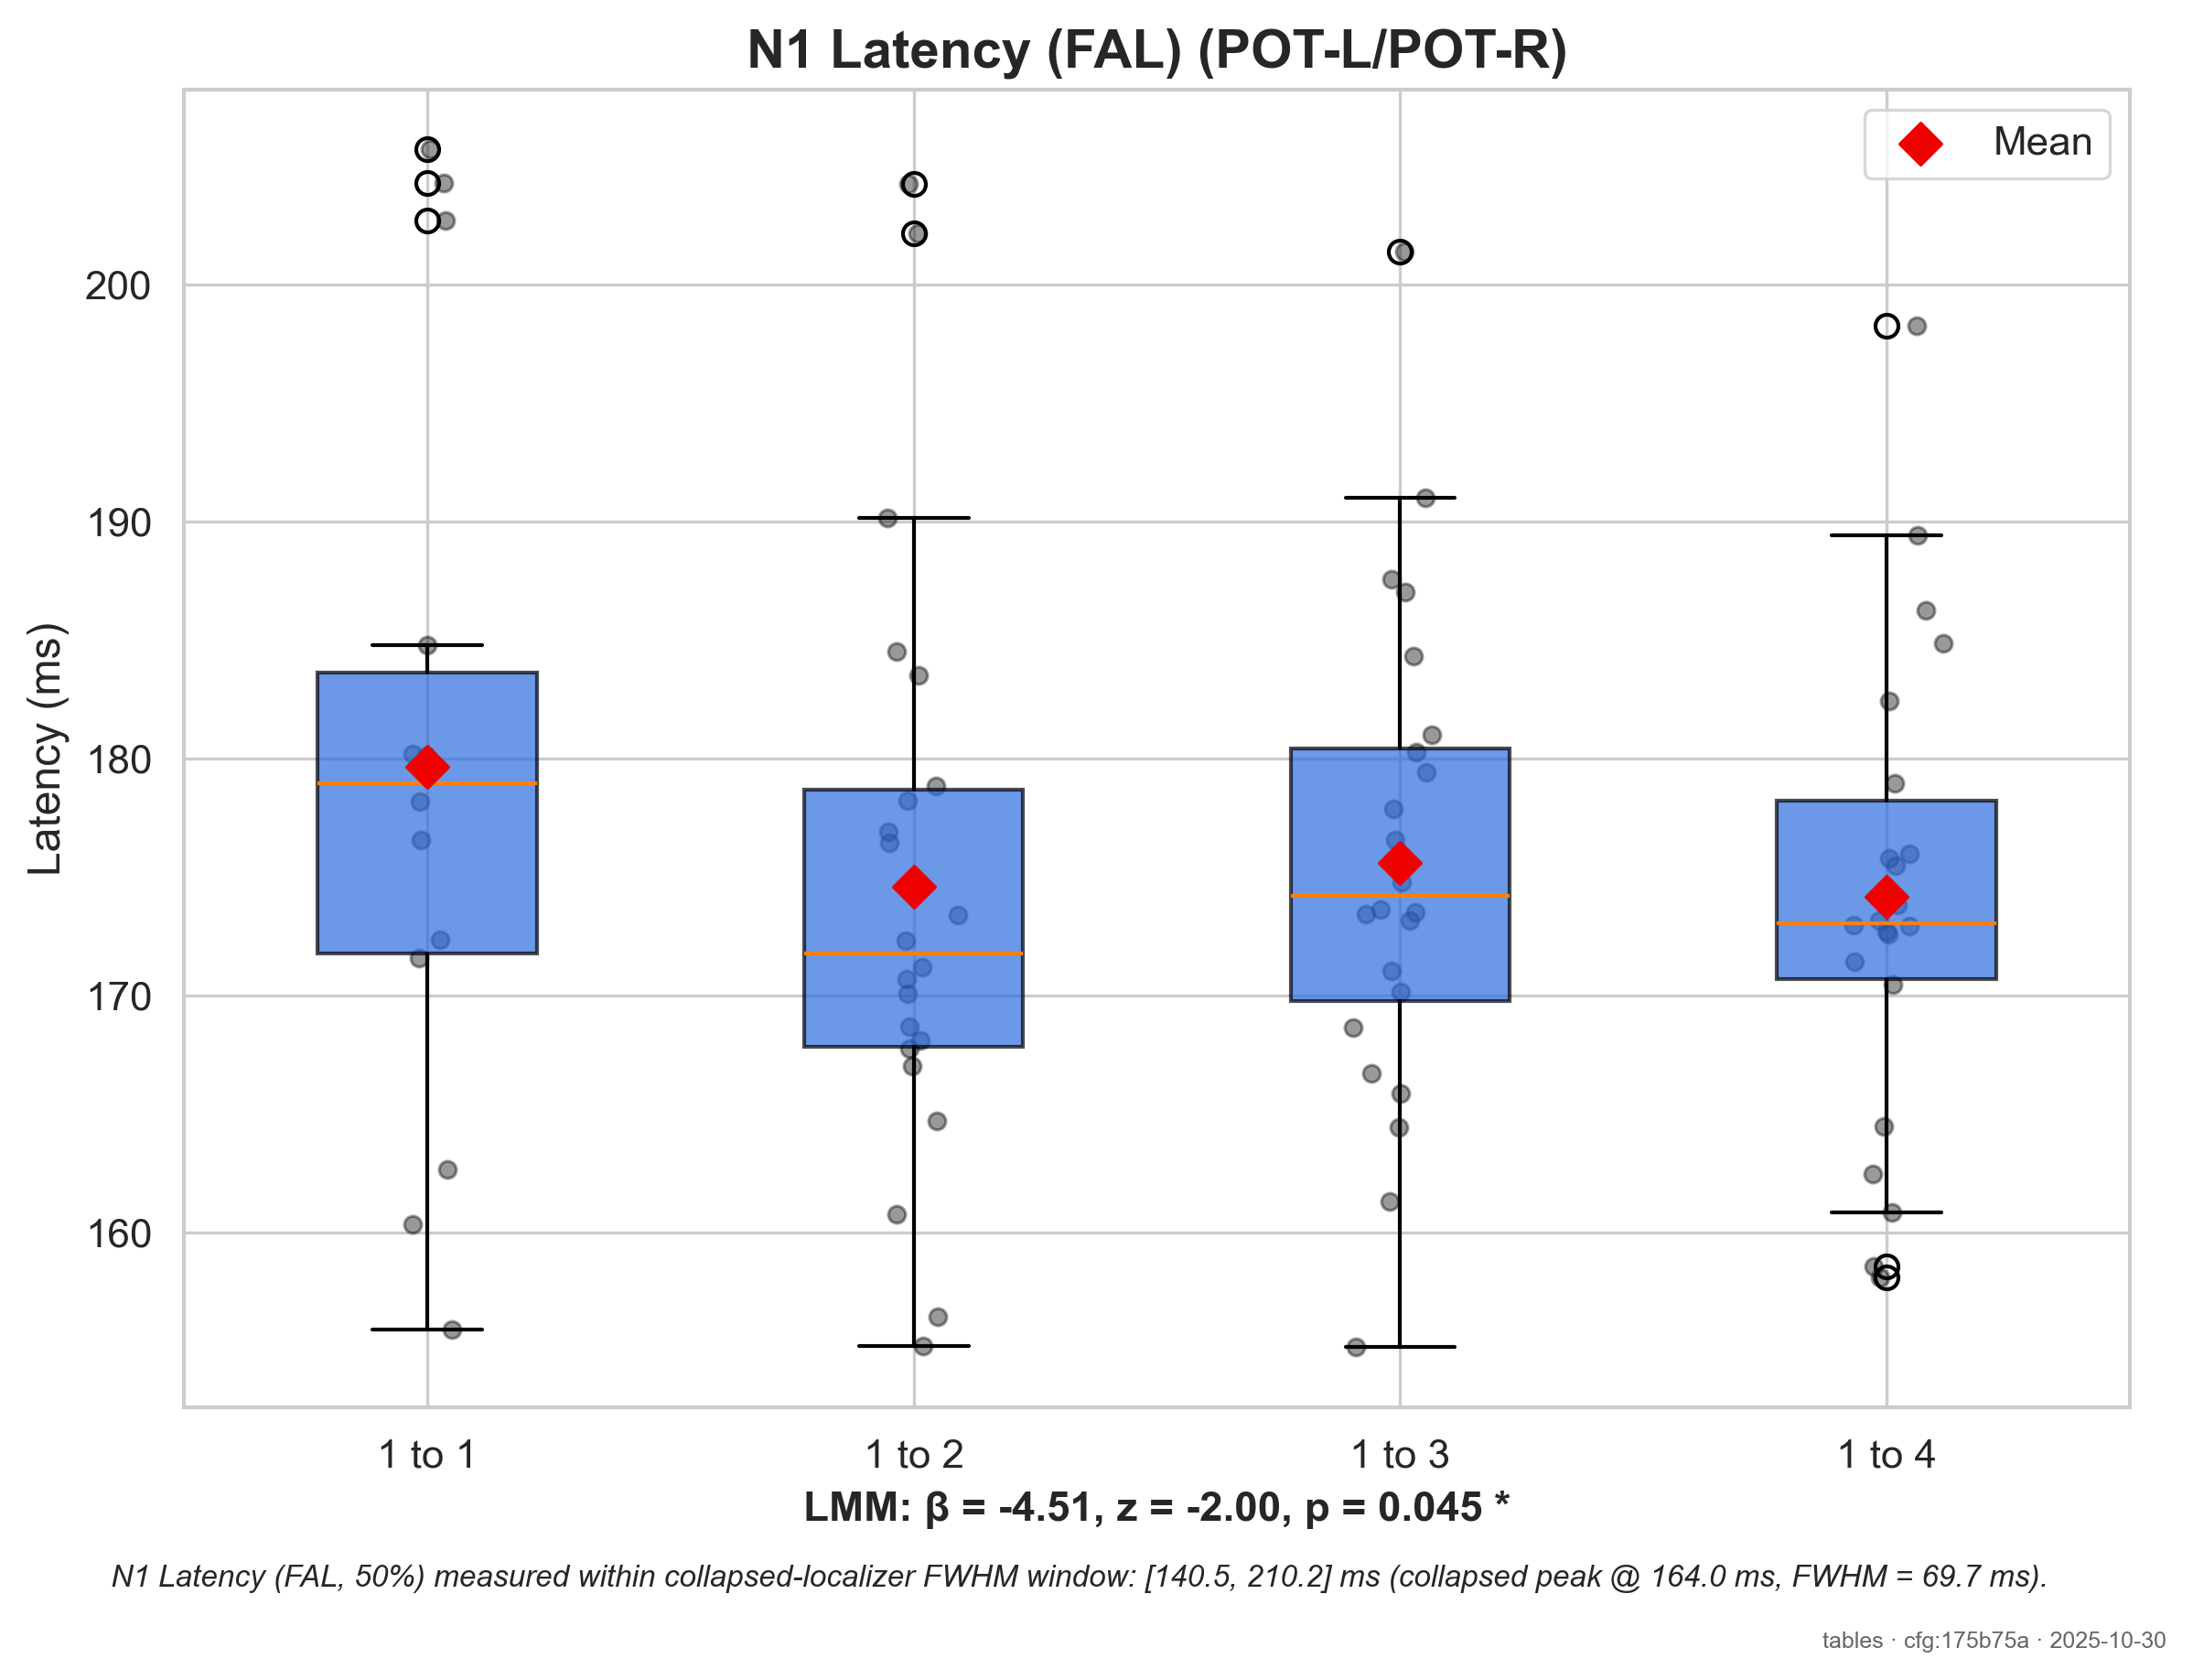 N1 Latency (FAL) (POT-L/POT-R)
Mean
Latency (ms)
200
190
180
170
160
1 to 1
1 to 2
1 to 3
1 to 4
LMM: β = -4.51, z = -2.00, p = 0.045 *
N1 Latency (FAL, 50%) measured within collapsed-localizer FWHM window: [140.5, 210.2] ms (collapsed peak @ 164.0 ms, FWHM = 69.7 ms).
tables · cfg:175b75a · 2025-10-30